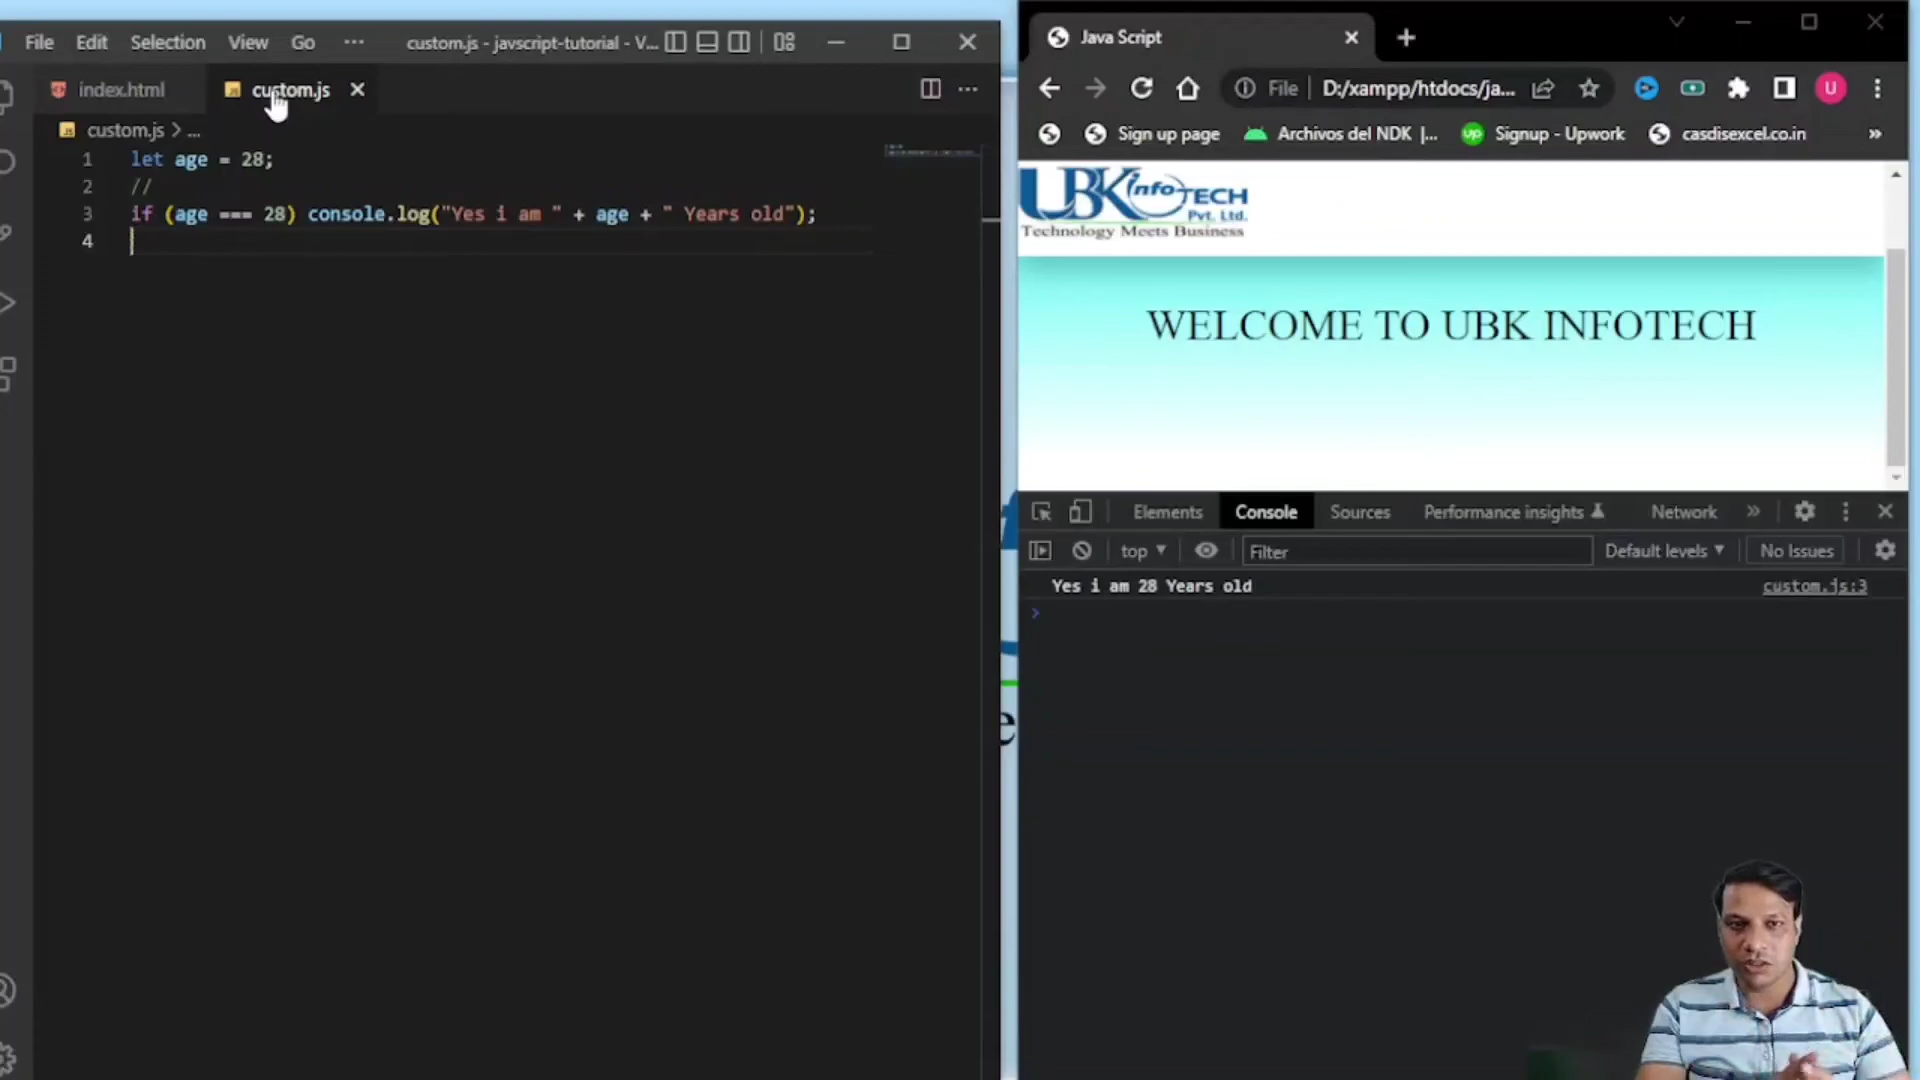 File Edit Selection View Go ... custom.js - javscript-tutorial - V...
index.html custom.js
custom.js > ...
1 let age = 28;
2 //
3 if (age === 28) console.log("Yes i am " + age + " Years old");
4
Java Script
File D:/xampp/htdocs/ja...
Sign up page Archivos del NDK |... up Signup - Upwork casdisexcel.co.in »
U
UBK infoTECH
Pvt. Ltd.
Technology Meets Business
WELCOME TO UBK INFOTECH
Elements Console Sources Performance insights Network »
top Filter Default levels No Issues
Yes i am 28 Years old custom.js:3
>
e